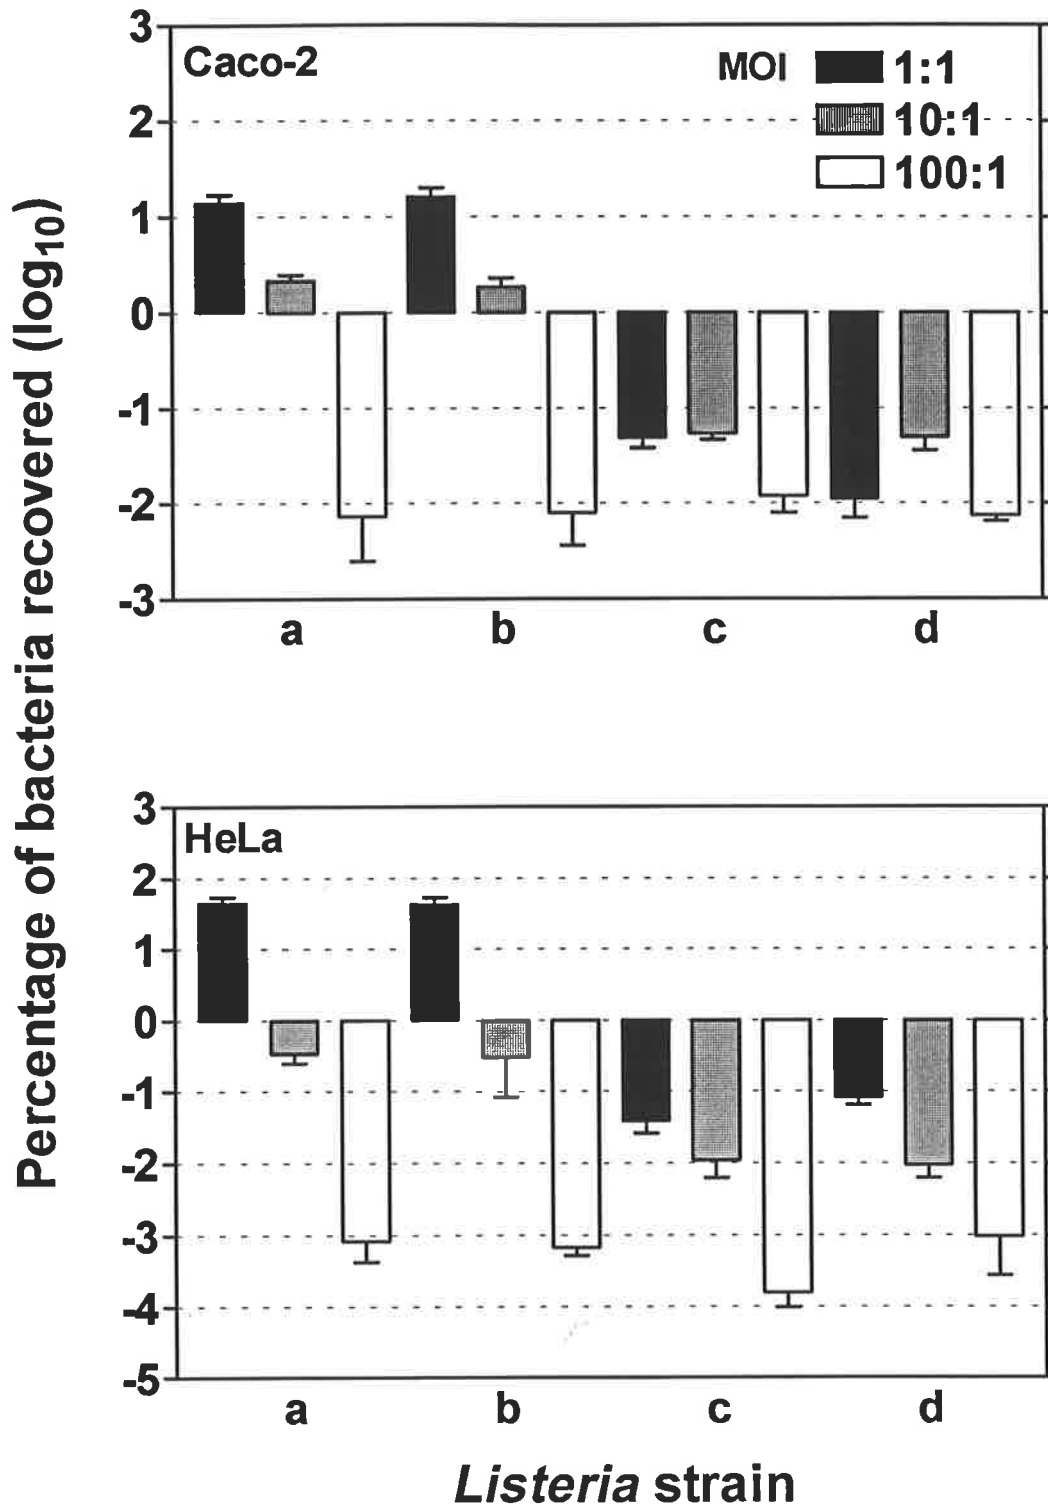 Percentage of bacteria recovered (log10)
Caco-2
MOI
1:1
10:1
100:1
3
2
1
0
-1
-2
-3
a b c d
HeLa
3
2
1
0
-1
-2
-3
-4
-5
a b c d
Listeria strain